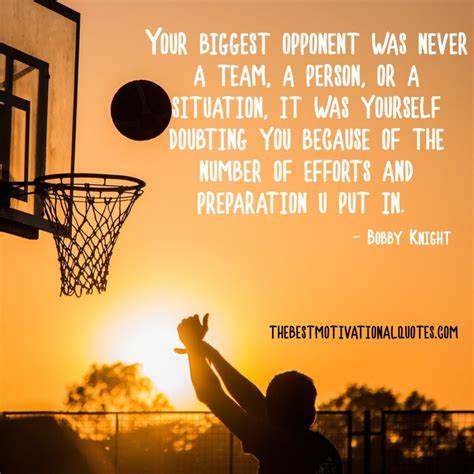 YOUR BIGGEST OPPONENT WAS NEVER
A TEAM, A PERSON, OR A
SITUATION, IT WAS YOURSELF
DOUBTING YOU BECAUSE OF THE
NUMBER OF EFFORTS AND
PREPARATION U PUT IN.
- BOBBY KNIGHT
THEBESTMOTIVATIONALQUOTES.COM